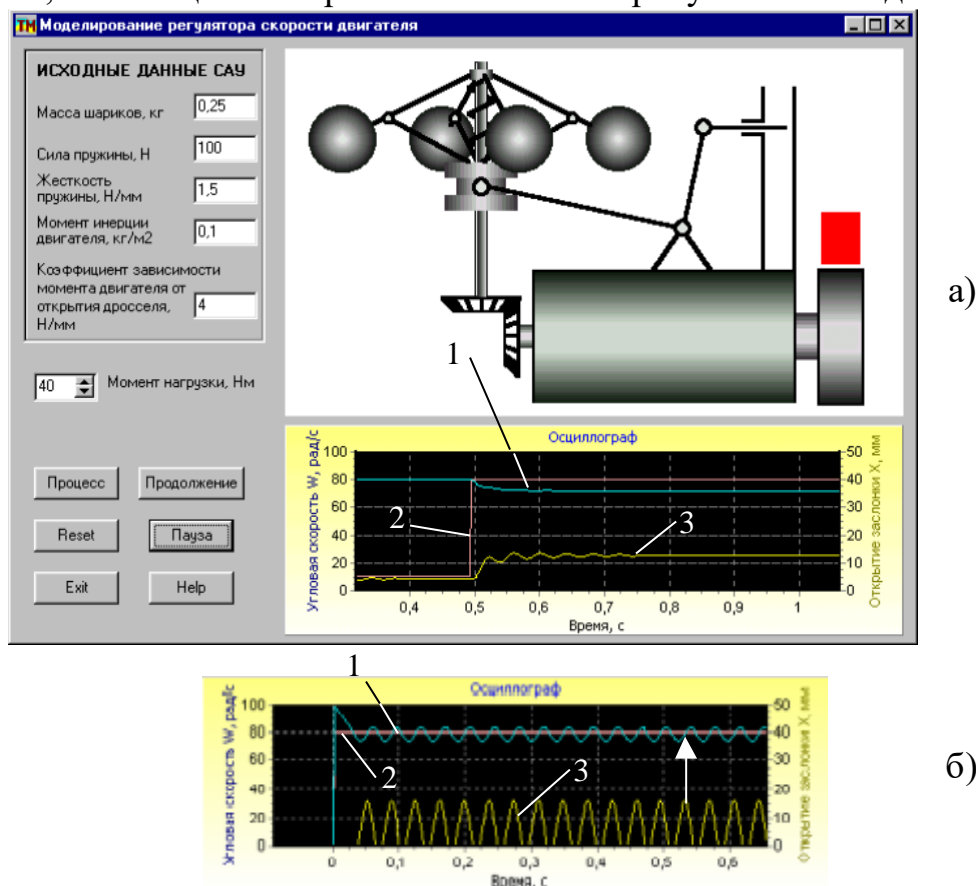 Моделирование регулятора скорости двигателя
ИСХОДНЫЕ ДАННЫЕ САУ
Масса шариков, кг 0,25
Сила пружины, Н 100
Жесткость
пружины, Н/мм 1,5
Момент инерции
двигателя, кг/м2 0,1
Коэффициент зависимости
момента двигателя от
открытия дросселя, 4
Н/мм
40 Момент нагрузки, Нм
Процесс Продолжение
Reset Пауза
Exit Help
а)
1
Осциллограф
Угловая скорость W, рад/с
100
80
60
40
20
0
2
3
50
40
30
20
10
0
Открытие заслонки X, мм
0,4 0,5 0,6 0,7 0,8 0,9 1
Время, с
1
Осциллограф
Угловая скорость W, рад/с
100
80
60
40
20
0
2
3
50
40
30
20
10
0
Открытие заслонки X, мм
0 0,1 0,2 0,3 0,4 0,5 0,6
Время, с
б)